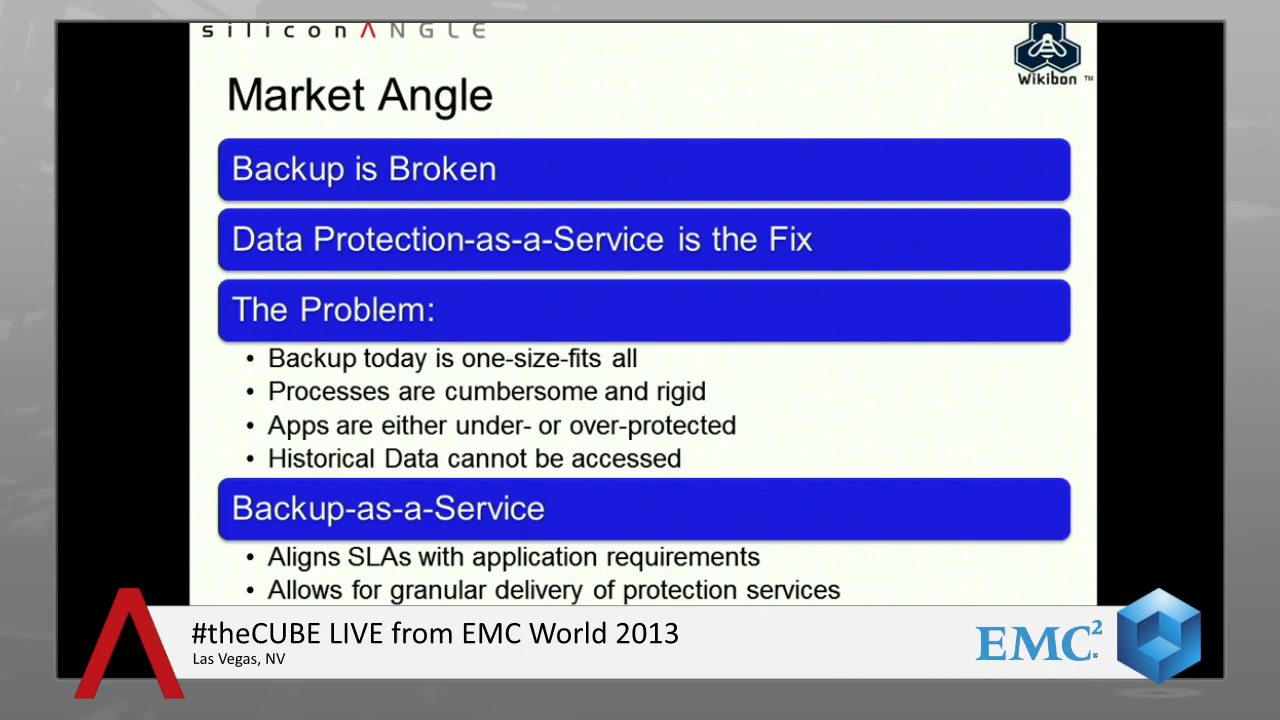 siliconANGLE
Wikibon ™
Market Angle
Backup is Broken
Data Protection-as-a-Service is the Fix
The Problem:
• Backup today is one-size-fits all
• Processes are cumbersome and rigid
• Apps are either under- or over-protected
• Historical Data cannot be accessed
Backup-as-a-Service
• Aligns SLAs with application requirements
• Allows for granular delivery of protection services
#theCUBE LIVE from EMC World 2013
Las Vegas, NV
EMC²